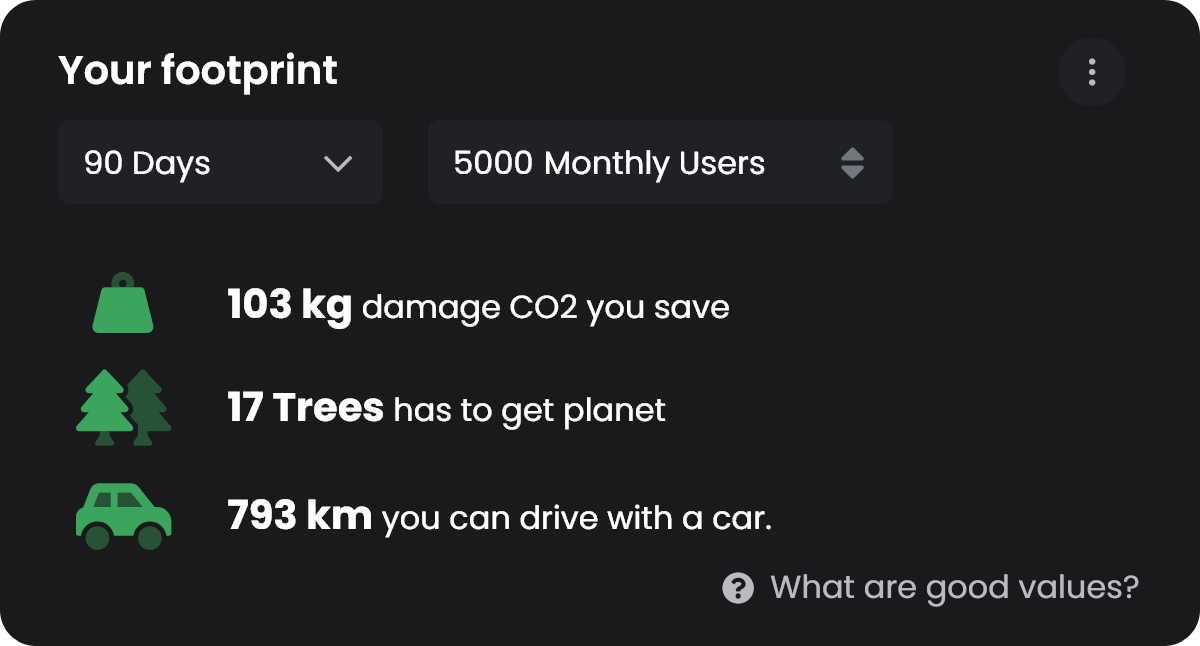 Your footprint
90 Days
5000 Monthly Users
103 kg damage CO2 you save
17 Trees has to get planet
793 km you can drive with a car.
What are good values?